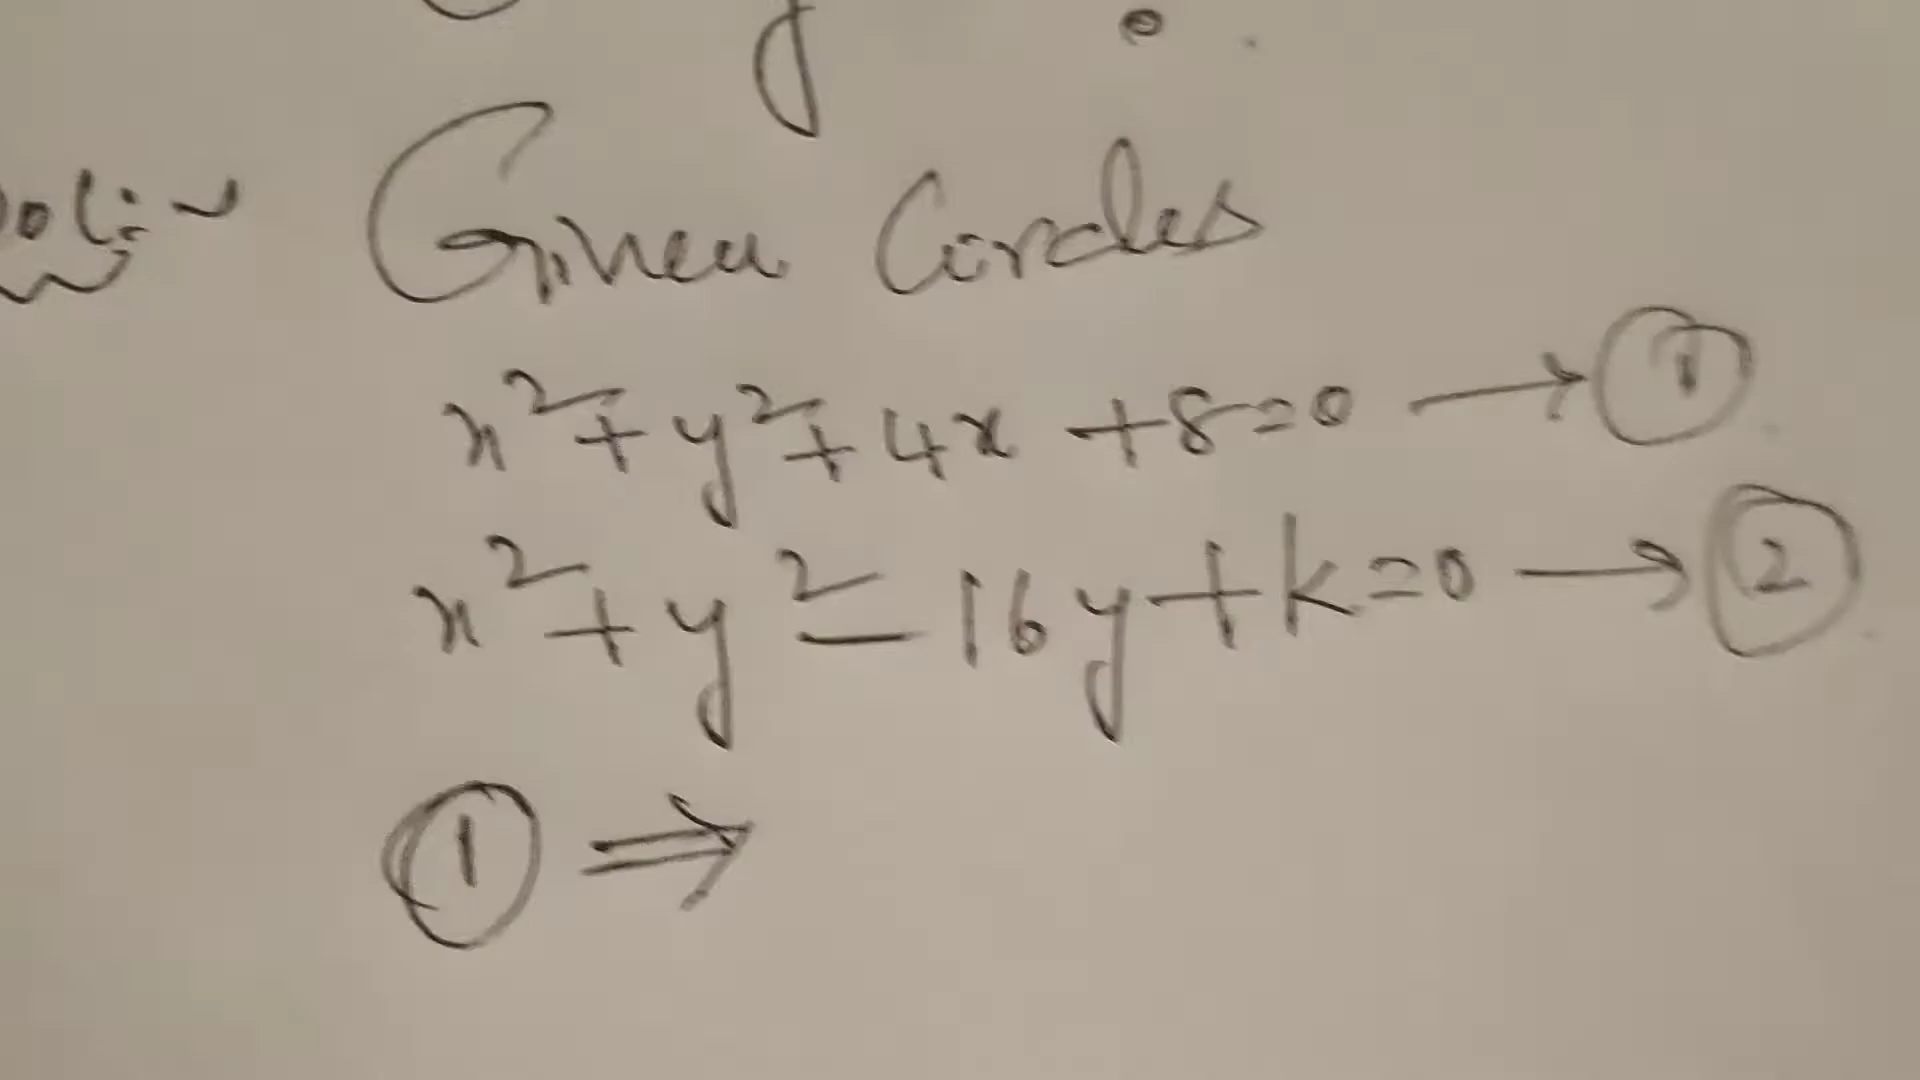 Sol:-
Given Circles
x²+y²+4x+8=0 → ①
x²+y²-16y+k=0 → ②
① ⇒